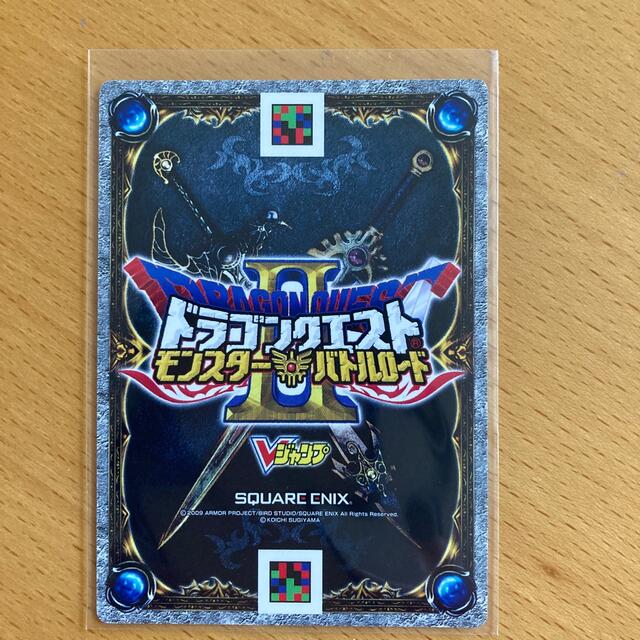 DRAGON QUEST
II
ドラゴンクエスト®
モンスター バトルロード
Vジャンプ
SQUARE ENIX.
© 2009 ARMOR PROJECT/BIRD STUDIO/SQUARE ENIX All Rights Reserved.
© KOICHI SUGIYAMA